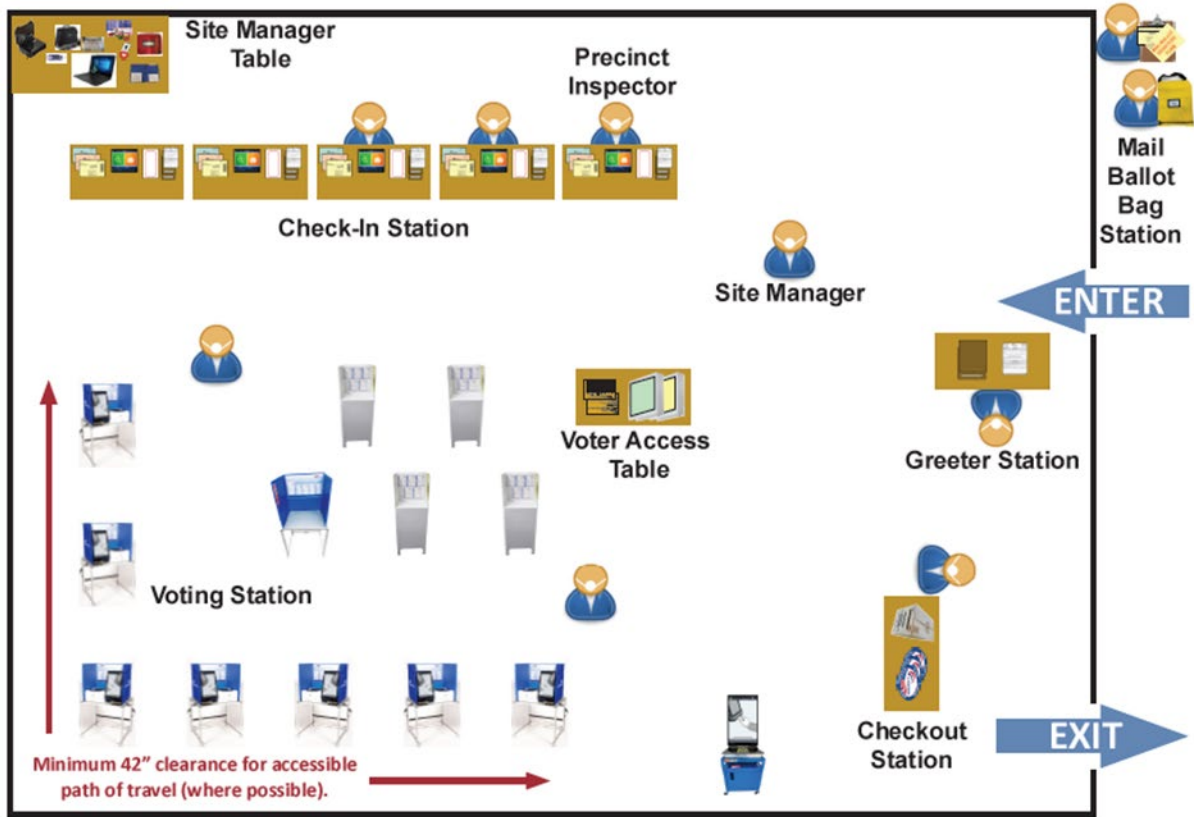 Site Manager
Table
Precinct
Inspector
Mail
Ballot
Bag
Station
Check-In Station
Site Manager
ENTER
Voter Access
Table
Greeter Station
Voting Station
Checkout
Station
EXIT
Minimum 42” clearance for accessible
path of travel (where possible).